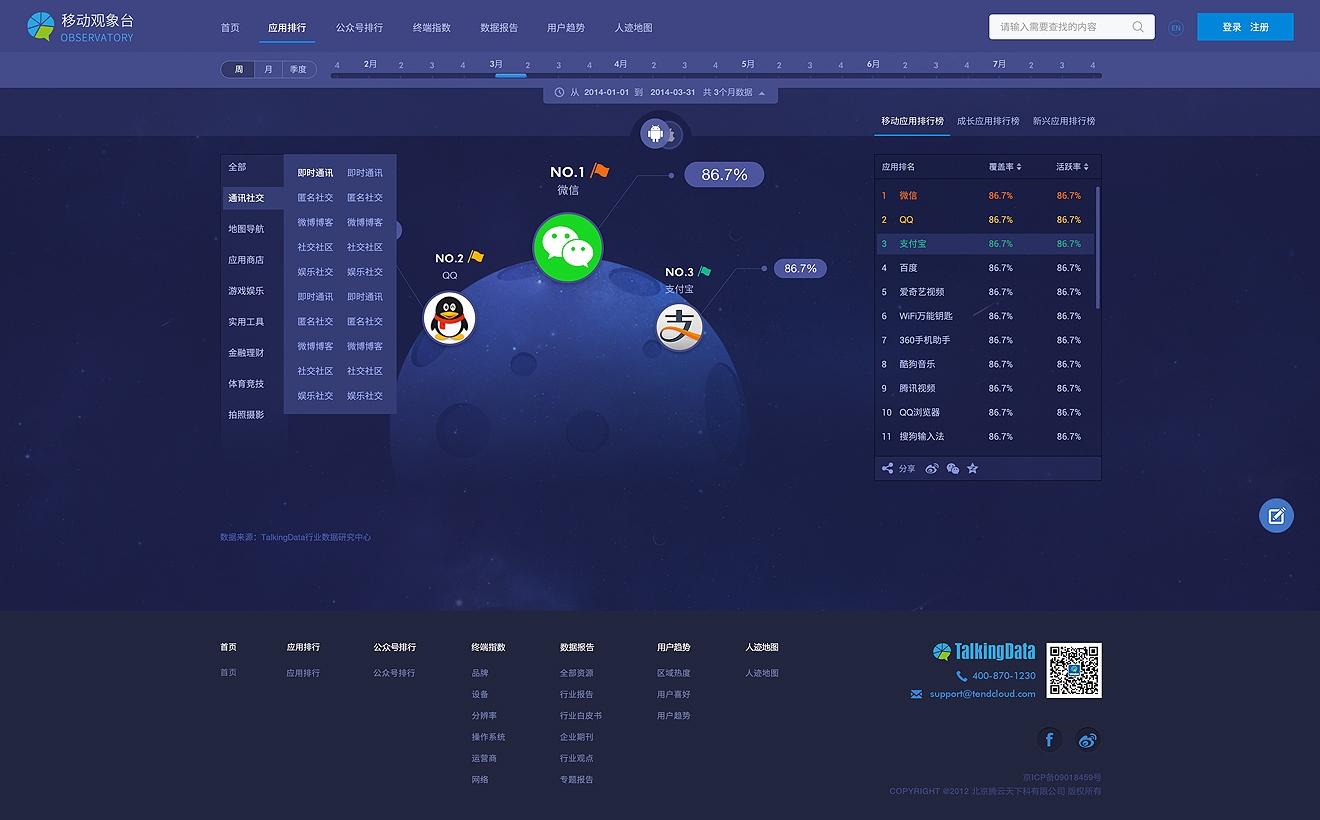 移动观象台
OBSERVATORY
首页 应用排行 公众号排行 终端指数 数据报告 用户趋势 人迹地图
请输入需要查找的内容
EN
登录 注册
周 月 季度
4 2月 2 3 4 3月 2 3 4月 2 3 4 5月 2 3 4 6月 2 3 4 7月 2 3 4
从 2014-01-01 到 2014-03-31 共 3个月数据
移动应用排行榜 成长应用排行榜 新兴应用排行榜
全部
通讯社交
地图导航
应用商店
游戏娱乐
实用工具
金融理财
体育竞技
拍照摄影
即时通讯 即时通讯
匿名社交 匿名社交
微博博客 微博博客
社交社区 社交社区
娱乐社交 娱乐社交
即时通讯 即时通讯
匿名社交 匿名社交
微博博客 微博博客
社交社区 社交社区
娱乐社交 娱乐社交
NO.1
微信
86.7%
NO.2
QQ
NO.3
支付宝
86.7%
支
应用排名 覆盖率 活跃率
1 微信 86.7% 86.7%
2 QQ 86.7% 86.7%
3 支付宝 86.7% 86.7%
4 百度 86.7% 86.7%
5 爱奇艺视频 86.7% 86.7%
6 WiFi万能钥匙 86.7% 86.7%
7 360手机助手 86.7% 86.7%
8 酷狗音乐 86.7% 86.7%
9 腾讯视频 86.7% 86.7%
10 QQ浏览器 86.7% 86.7%
11 搜狗输入法 86.7% 86.7%
分享
数据来源：TalkingData行业数据研究中心
首页
首页
应用排行
应用排行
公众号排行
公众号排行
终端指数
品牌
设备
分辨率
操作系统
运营商
网络
数据报告
全部资源
行业报告
行业白皮书
企业期刊
行业观点
专题报告
用户趋势
区域热度
用户喜好
用户趋势
人迹地图
人迹地图
TalkingData
400-870-1230
support@tendcloud.com
京ICP备09018459号
COPYRIGHT @2012 北京腾云天下科有限公司 版权所有